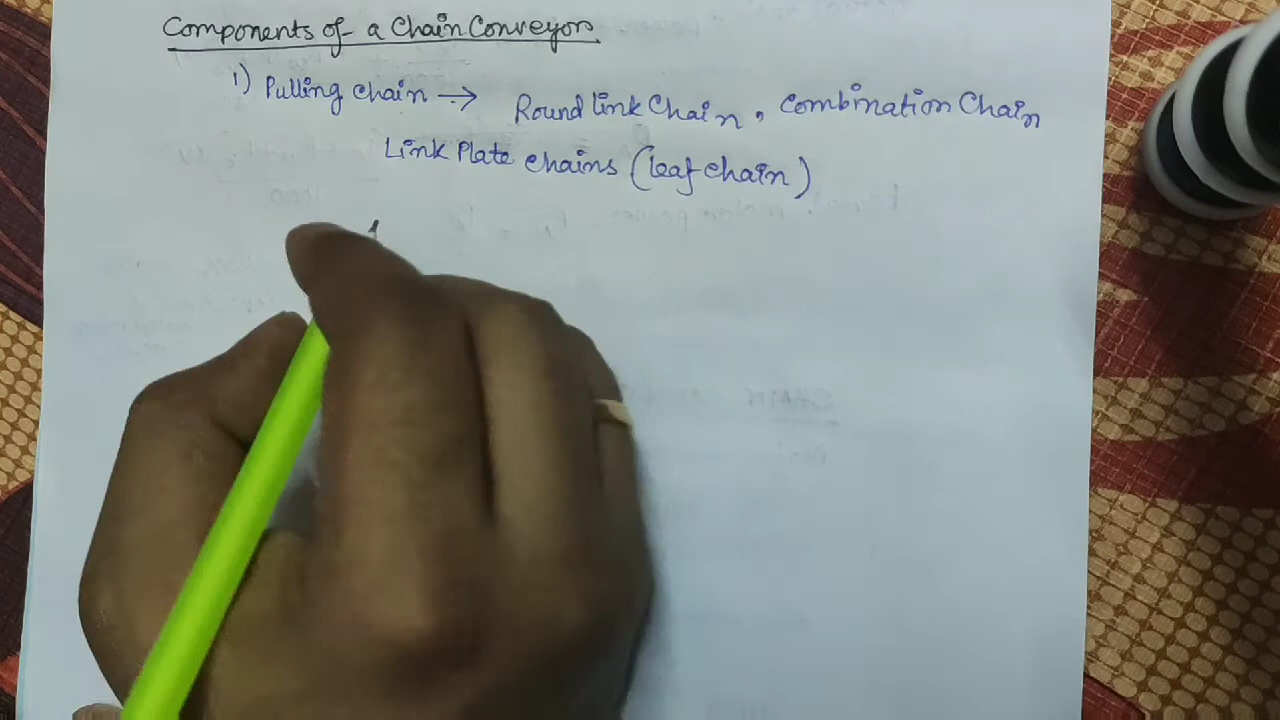 Components of a Chain Conveyor
1) Pulling chain → Round link Chain, Combination Chain
Link Plate chains (leaf chain)